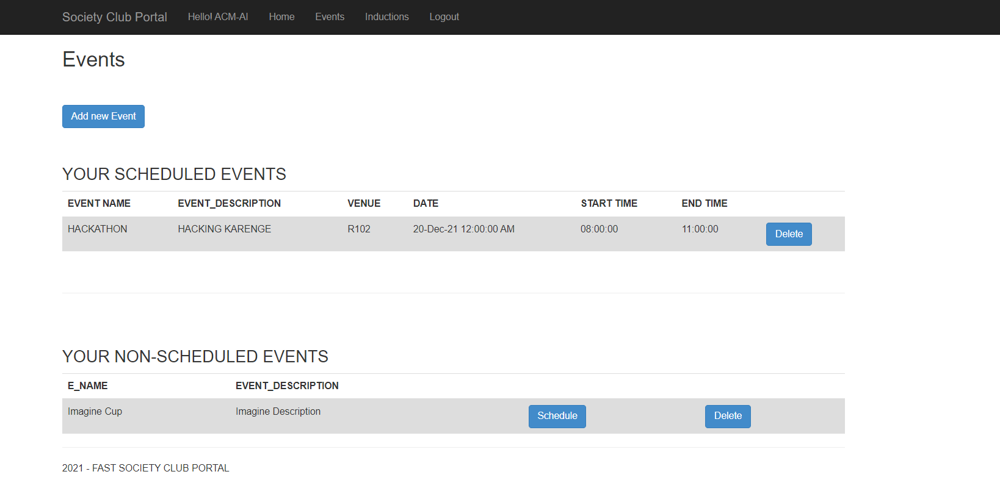 Society Club Portal Hello! ACM-AI Home Events Inductions Logout
Events
Add new Event
YOUR SCHEDULED EVENTS
EVENT NAME EVENT_DESCRIPTION VENUE DATE START TIME END TIME
HACKATHON HACKING KARENGE R102 20-Dec-21 12:00:00 AM 08:00:00 11:00:00 Delete
YOUR NON-SCHEDULED EVENTS
E_NAME EVENT_DESCRIPTION
Imagine Cup Imagine Description Schedule Delete
2021 - FAST SOCIETY CLUB PORTAL